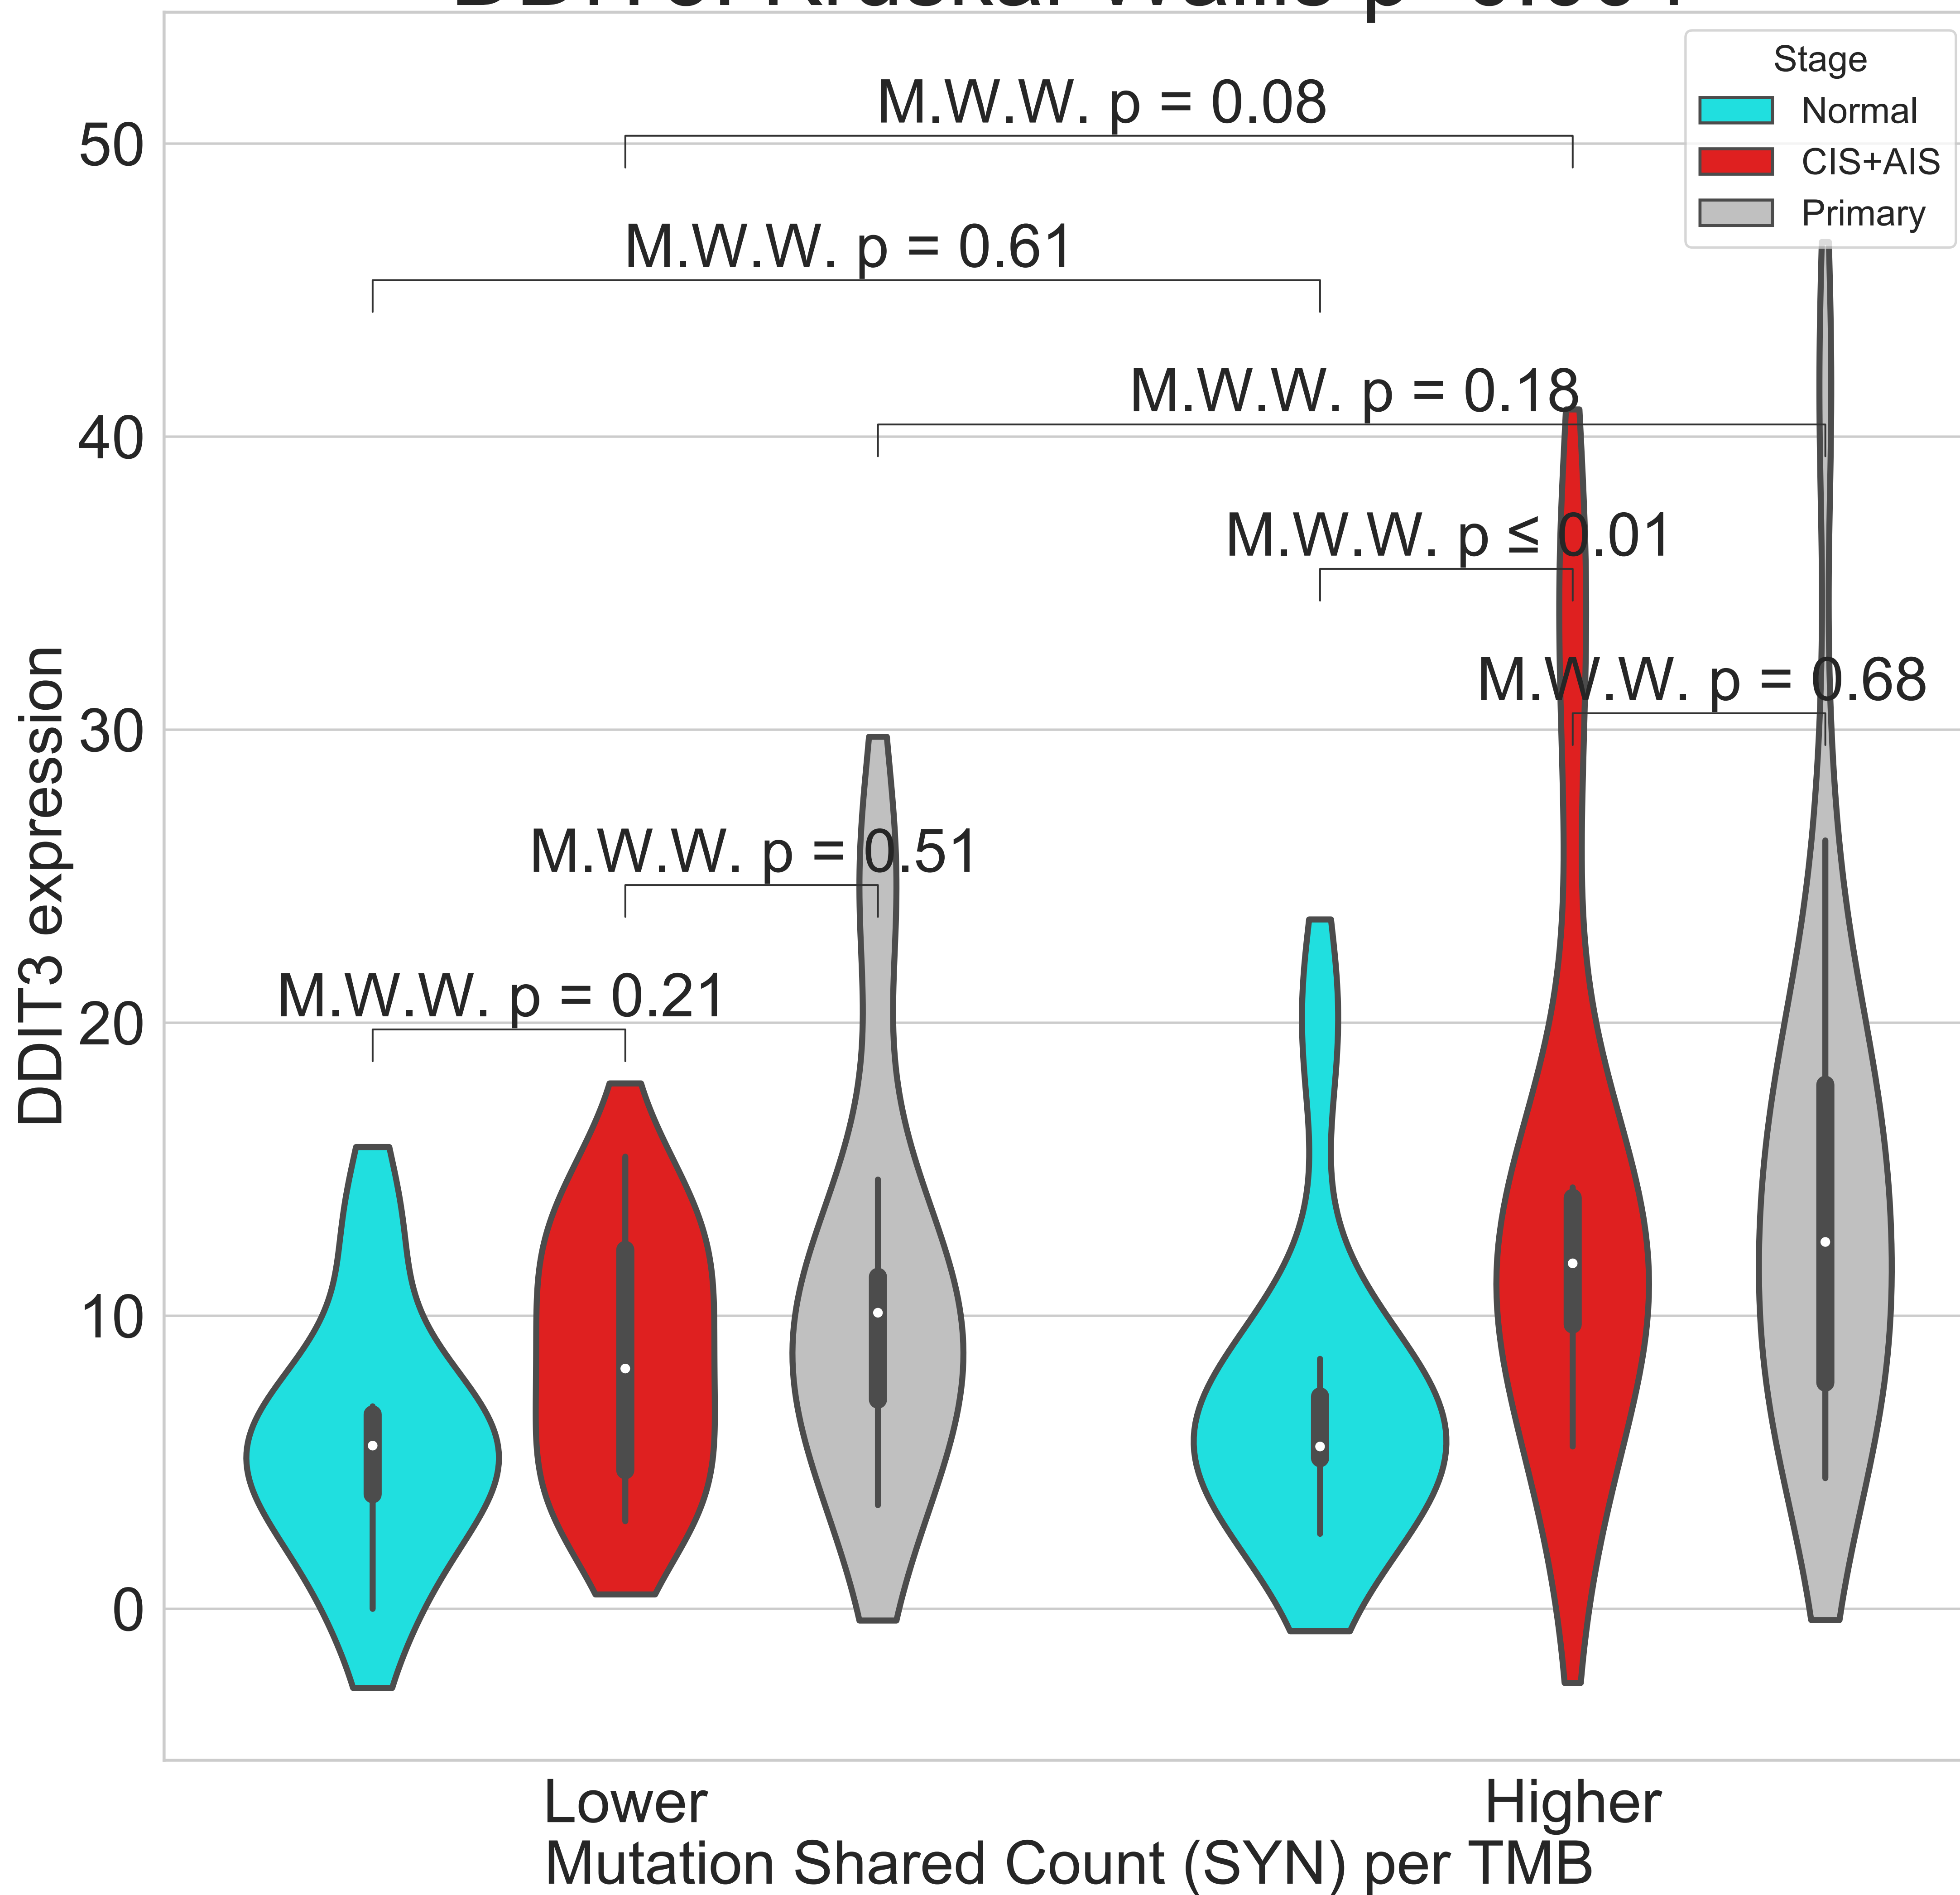 Stage
Normal
CIS+AIS
Primary
M.W.W. p = 0.08
M.W.W. p = 0.61
M.W.W. p = 0.18
M.W.W. p ≤ 0.01
M.W.W. p = 0.68
M.W.W. p = 0.51
M.W.W. p = 0.21
50
40
30
20
10
0
DDIT3 expression
Lower
Higher
Mutation Shared Count (SYN) per TMB